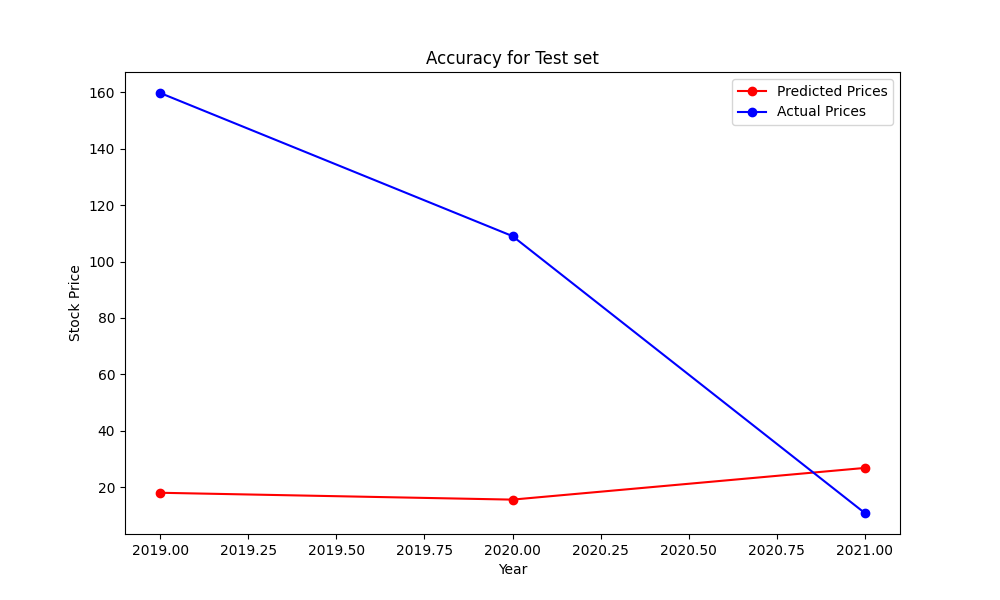 Accuracy for Test set
Predicted Prices
Actual Prices
Stock Price
160
140
120
100
80
60
40
20
2019.00 2019.25 2019.50 2019.75 2020.00 2020.25 2020.50 2020.75 2021.00
Year